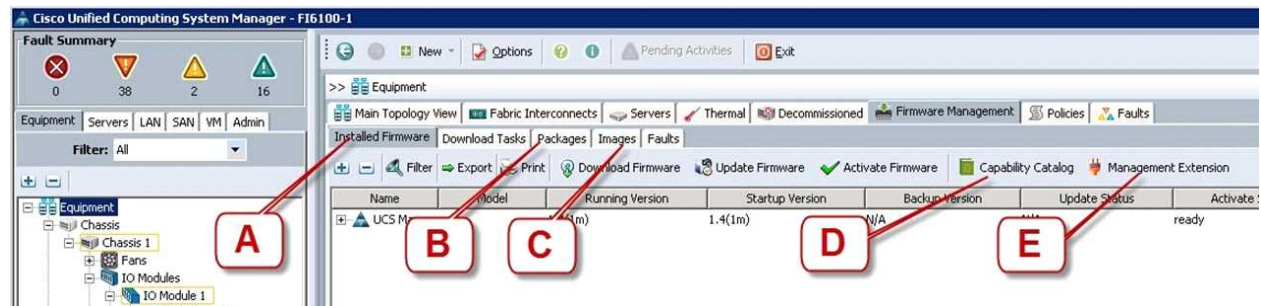 Cisco Unified Computing System Manager - FI6100-1
Fault Summary
0 38 2 16
New Options Pending Activities Exit
>> Equipment
Equipment Servers LAN SAN VM Admin
Filter: All
Main Topology View Fabric Interconnects Servers Thermal Decommissioned Firmware Management Policies Faults
Installed Firmware Download Tasks Packages Images Faults
Filter Export Print Download Firmware Update Firmware Activate Firmware Capability Catalog Management Extension
Name Model Running Version Startup Version Backup Version Update Status Activate
UCS 1.4(1m) N/A ready
Equipment
Chassis
Chassis 1
Fans
IO Modules
IO Module 1
A
B
C
D
E